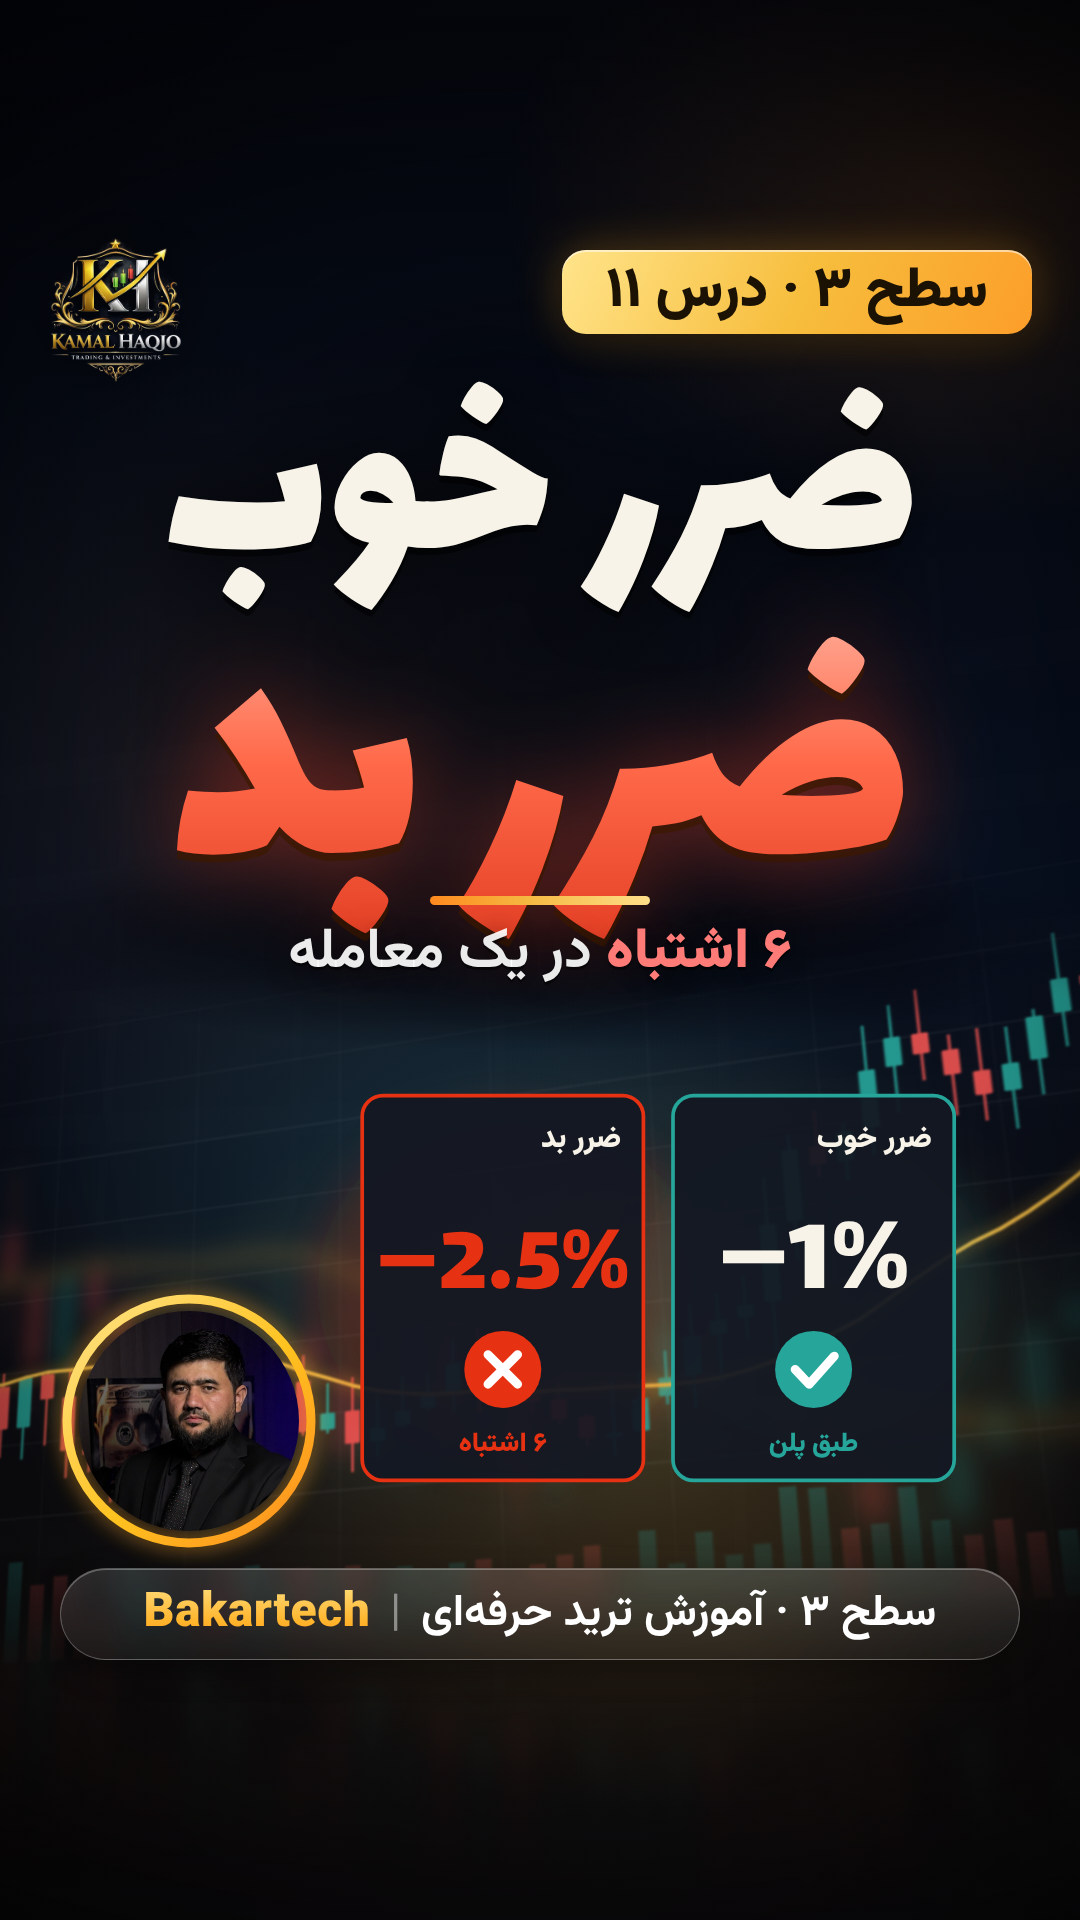 سطح ۳ · درس ۱۱
KAMAL HAQJO
TRADING & INVESTMENTS
ضرر خوب
ضرر بد
۶ اشتباه در یک معامله
ضرر خوب
−1%
طبق پلن
ضرر بد
−2.5%
۶ اشتباه
سطح ۳ · آموزش ترید حرفه‌ای | Bakartech